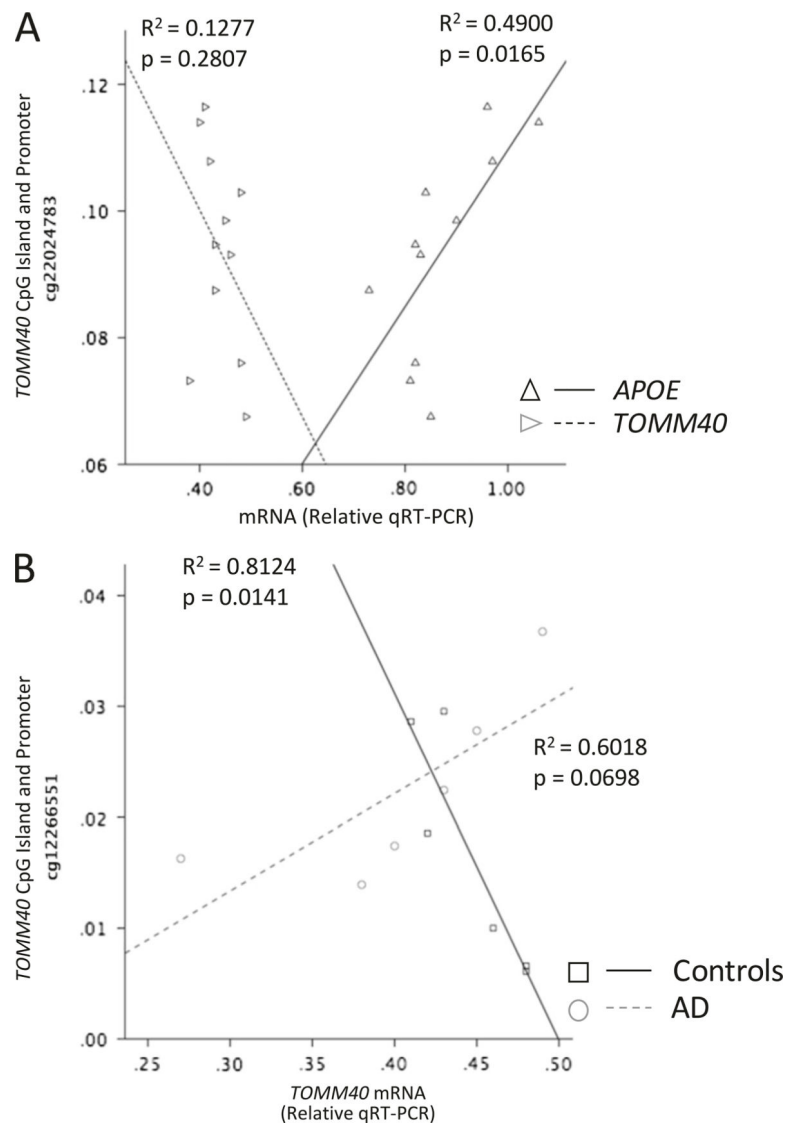 A
R² = 0.1277
p = 0.2807
R² = 0.4900
p = 0.0165
TOMM40 CpG Island and Promoter
cg22024783
.12
.10
.08
.06
.40
.60
.80
1.00
mRNA (Relative qRT-PCR)
APOE
TOMM40
B
R² = 0.8124
p = 0.0141
R² = 0.6018
p = 0.0698
TOMM40 CpG Island and Promoter
cg12266551
.04
.03
.02
.01
.00
.25
.30
.35
.40
.45
.50
TOMM40 mRNA
(Relative qRT-PCR)
Controls
AD